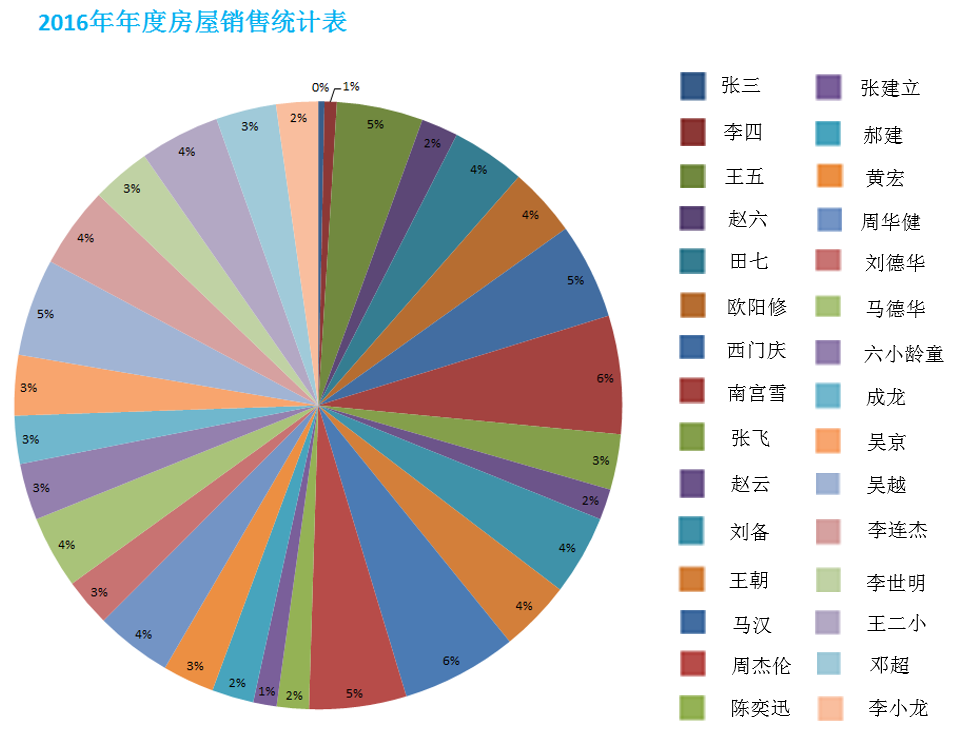 2016年年度房屋销售统计表
0%
1%
5%
2%
4%
4%
5%
6%
3%
2%
4%
4%
6%
5%
2%
1%
2%
3%
4%
3%
4%
3%
3%
3%
5%
4%
3%
4%
3%
2%
张三
李四
王五
赵六
田七
欧阳修
西门庆
南宫雪
张飞
赵云
刘备
王朝
马汉
周杰伦
陈奕迅
张建立
郝建
黄宏
周华健
刘德华
马德华
六小龄童
成龙
吴京
吴越
李连杰
李世明
王二小
邓超
李小龙